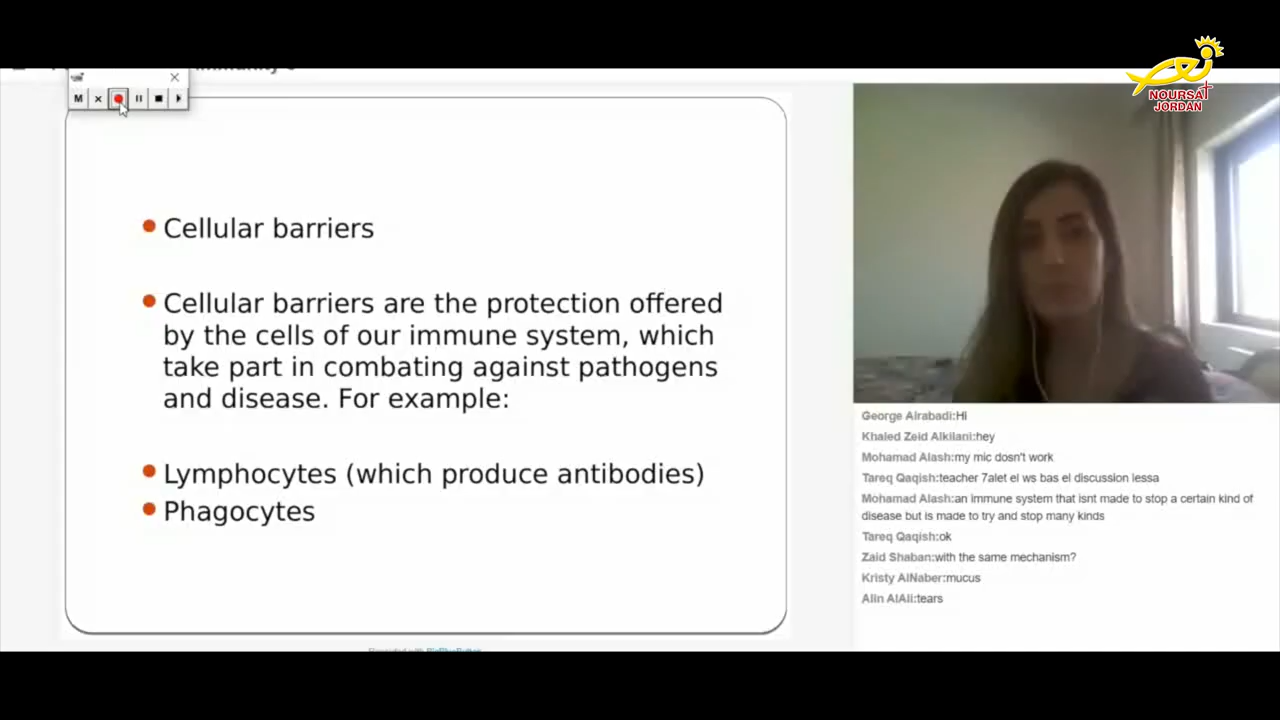 NOURSAT
JORDAN
M
Cellular barriers
Cellular barriers are the protection offered
by the cells of our immune system, which
take part in combating against pathogens
and disease. For example:
Lymphocytes (which produce antibodies)
Phagocytes
George Alrabadi:Hi
Khaled Zeid Alkilani:hey
Mohamad Alash:my mic dosn't work
Tareq Qaqish:teacher 7alet el ws bas el discussion lessa
Mohamad Alash:an immune system that isnt made to stop a certain kind of
disease but is made to try and stop many kinds
Tareq Qaqish:ok
Zaid Shaban:with the same mechanism?
Kristy AlNaber:mucus
Alin AlAli:tears